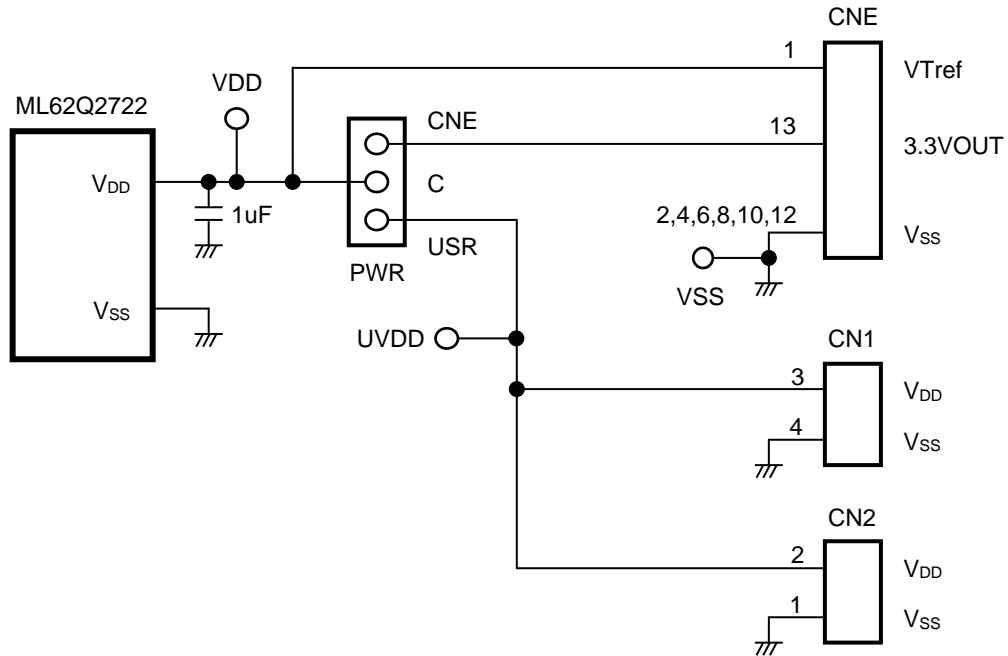 CNE
1
VTref
VDD
ML62Q2722
CNE
13
3.3VOUT
VDD
C
1uF
2,4,6,8,10,12
USR
VSS
PWR
VSS
VSS
UVDD
CN1
3
VDD
4
VSS
CN2
2
VDD
1
VSS